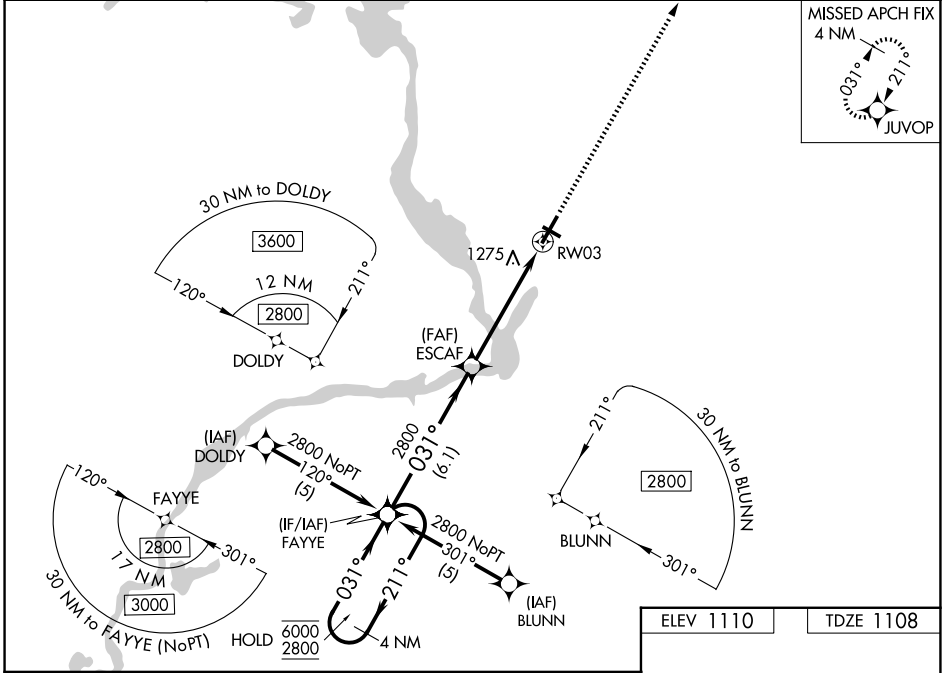 MISSED APCH FIX
4 NM
031°
211°
JUVOP
30 NM to DOLDY
3600
12 NM
2800
120°
211°
DOLDY
1275
RW03
(FAF)
ESCAF
2800
031°
(6.1)
(IAF)
DOLDY
2800 NoPT
120°
(5)
(IF/IAF)
FAYYE
2800 NoPT
301°
(5)
(IAF)
BLUNN
031°
211°
HOLD
6000
2800
4 NM
120°
FAYYE
2800
301°
17 NM
3000
30 NM to FAYYE (NoPT)
211°
30 NM to BLUNN
2800
BLUNN
301°
ELEV 1110
TDZE 1108